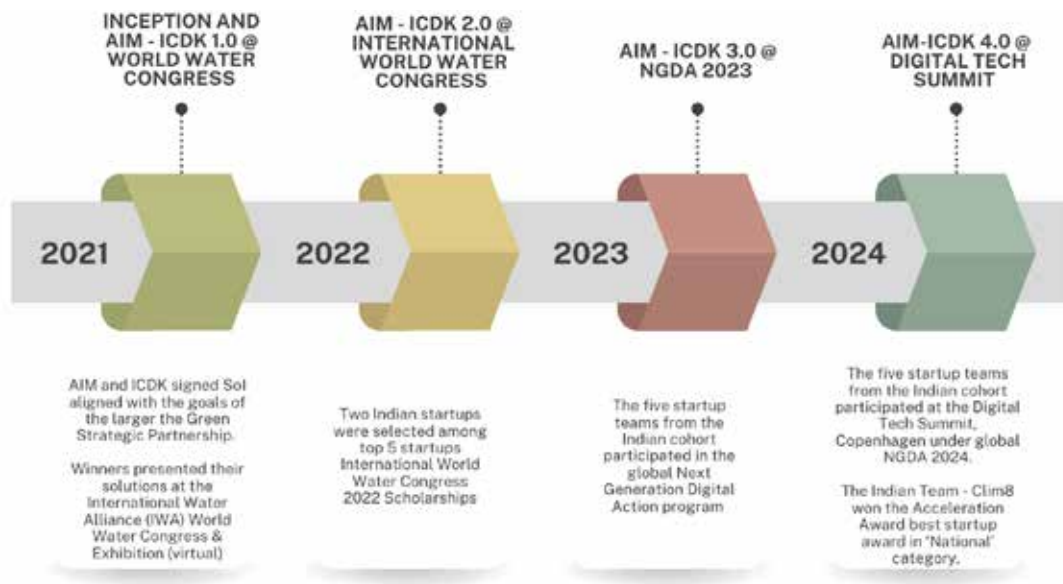 INCEPTION AND
AIM - ICDK 1.0 @
WORLD WATER
CONGRESS
AIM - ICDK 2.0 @
INTERNATIONAL
WORLD WATER
CONGRESS
AIM - ICDK 3.0 @
NGDA 2023
AIM-ICDK 4.0 @
DIGITAL TECH
SUMMIT
2021
2022
2023
2024
AIM and ICDK signed SoI
aligned with the goals of
the larger the Green
Strategic Partnership.
Winners presented their
solutions at the
International Water
Alliance (IWA) World
Water Congress &
Exhibition (virtual)
Two Indian startups
were selected among
top 5 startups
International World
Water Congress
2022 Scholarships
The five startup
teams from the
Indian cohort
participated in the
global Next
Generation Digital
Action program
The five startup teams
from the Indian cohort
participated at the Digital
Tech Summit,
Copenhagen under global
NGDA 2024.
The Indian Team - Clim8
won the Acceleration
Award best startup
award in 'National'
category.